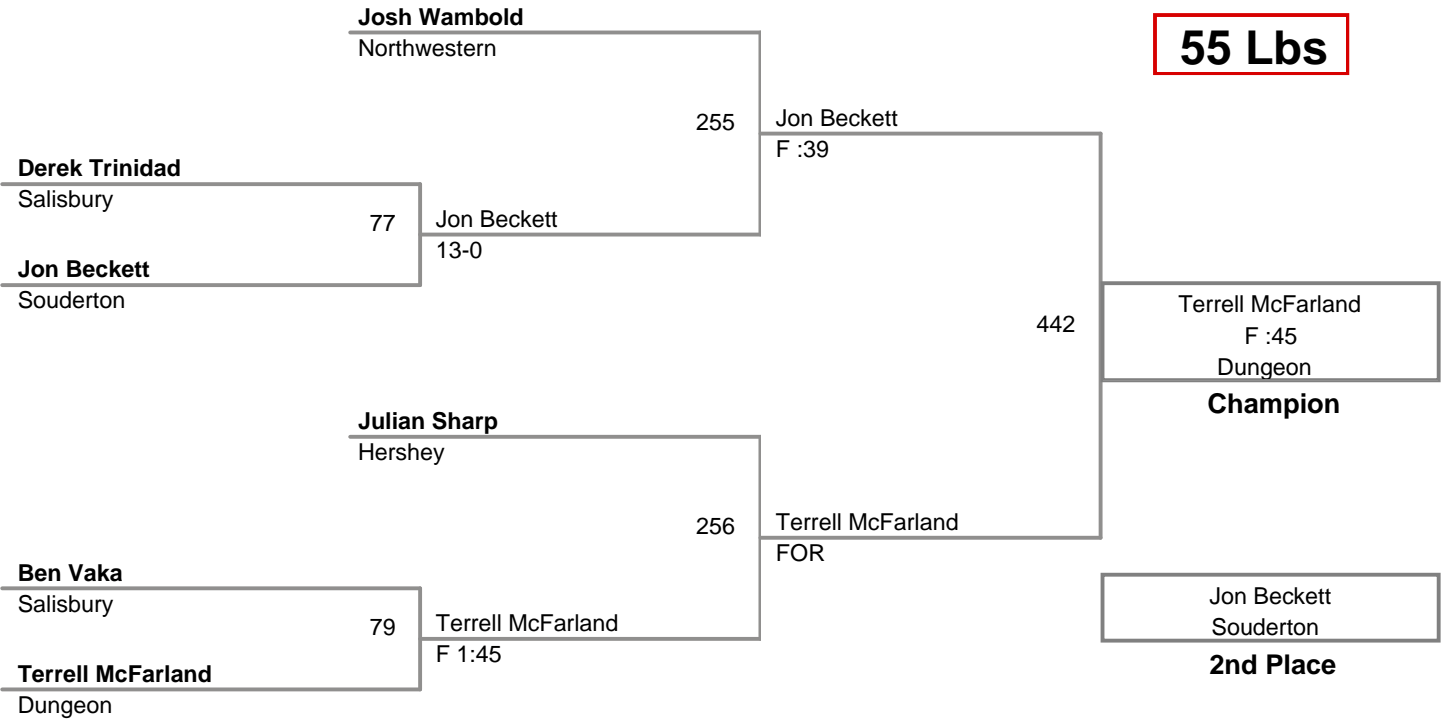 Josh Wambold
Northwestern
55 Lbs
255
Jon Beckett
F :39
Derek Trinidad
Salisbury
77
Jon Beckett
13-0
Jon Beckett
Souderton
442
Terrell McFarland
F :45
Dungeon
Champion
Julian Sharp
Hershey
256
Terrell McFarland
FOR
Ben Vaka
Salisbury
79
Terrell McFarland
F 1:45
Terrell McFarland
Dungeon
Jon Beckett
Souderton
2nd Place